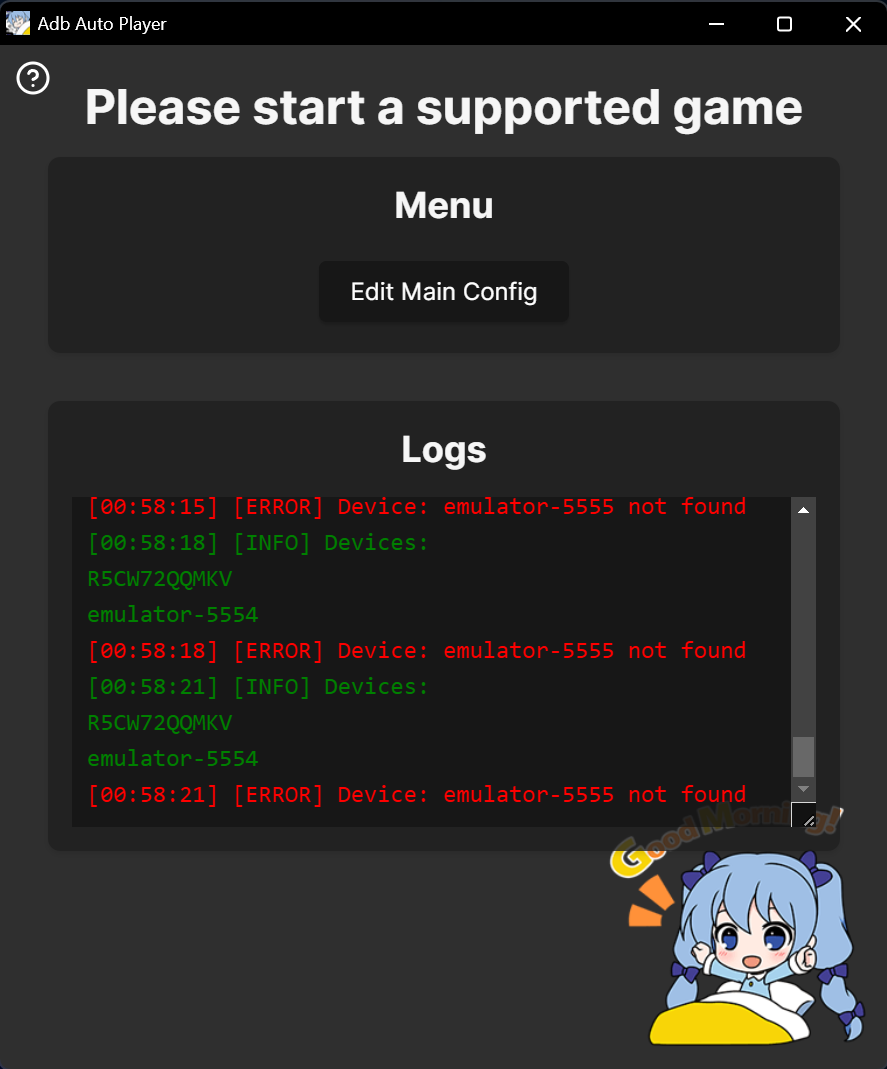 Adb Auto Player
Please start a supported game
Menu
Edit Main Config
Logs
[00:58:15] [ERROR] Device: emulator-5555 not found
[00:58:18] [INFO] Devices:
R5CW72QQMKV
emulator-5554
[00:58:18] [ERROR] Device: emulator-5555 not found
[00:58:21] [INFO] Devices:
R5CW72QQMKV
emulator-5554
[00:58:21] [ERROR] Device: emulator-5555 not found
Good Morning!